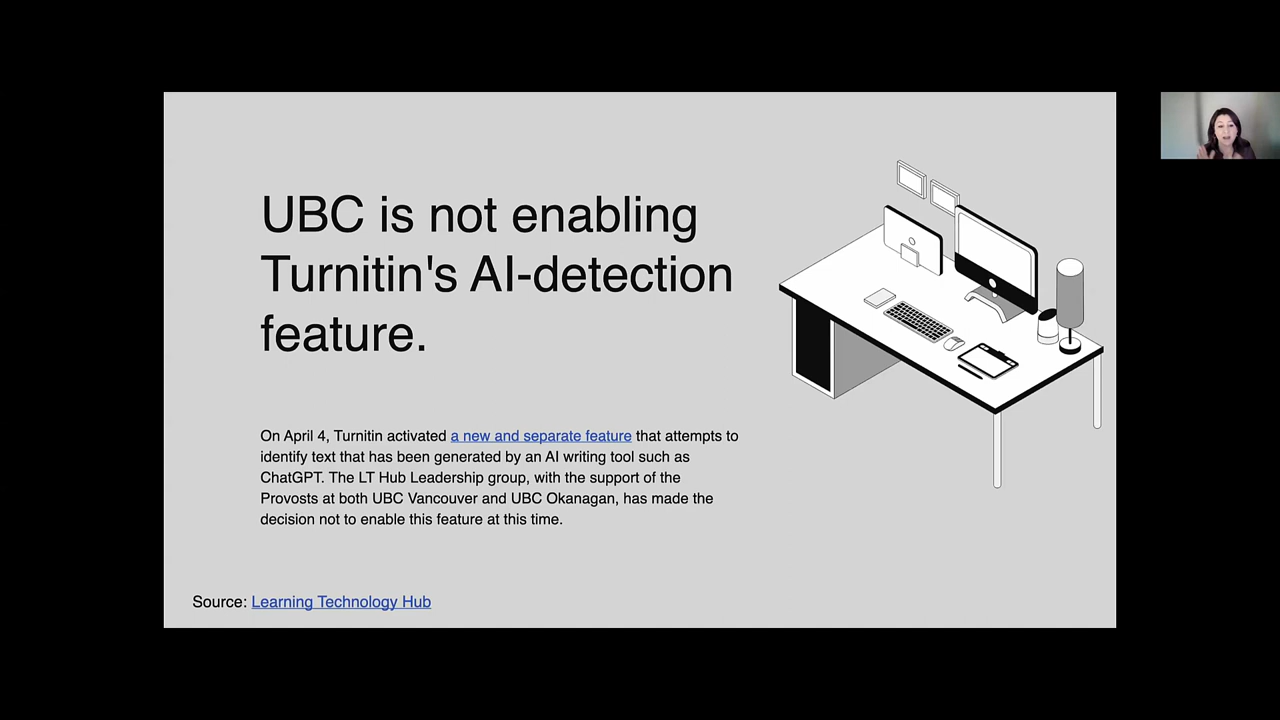 UBC is not enabling
Turnitin's AI-detection
feature.
On April 4, Turnitin activated a new and separate feature that attempts to
identify text that has been generated by an AI writing tool such as
ChatGPT. The LT Hub Leadership group, with the support of the
Provosts at both UBC Vancouver and UBC Okanagan, has made the
decision not to enable this feature at this time.
Source: Learning Technology Hub